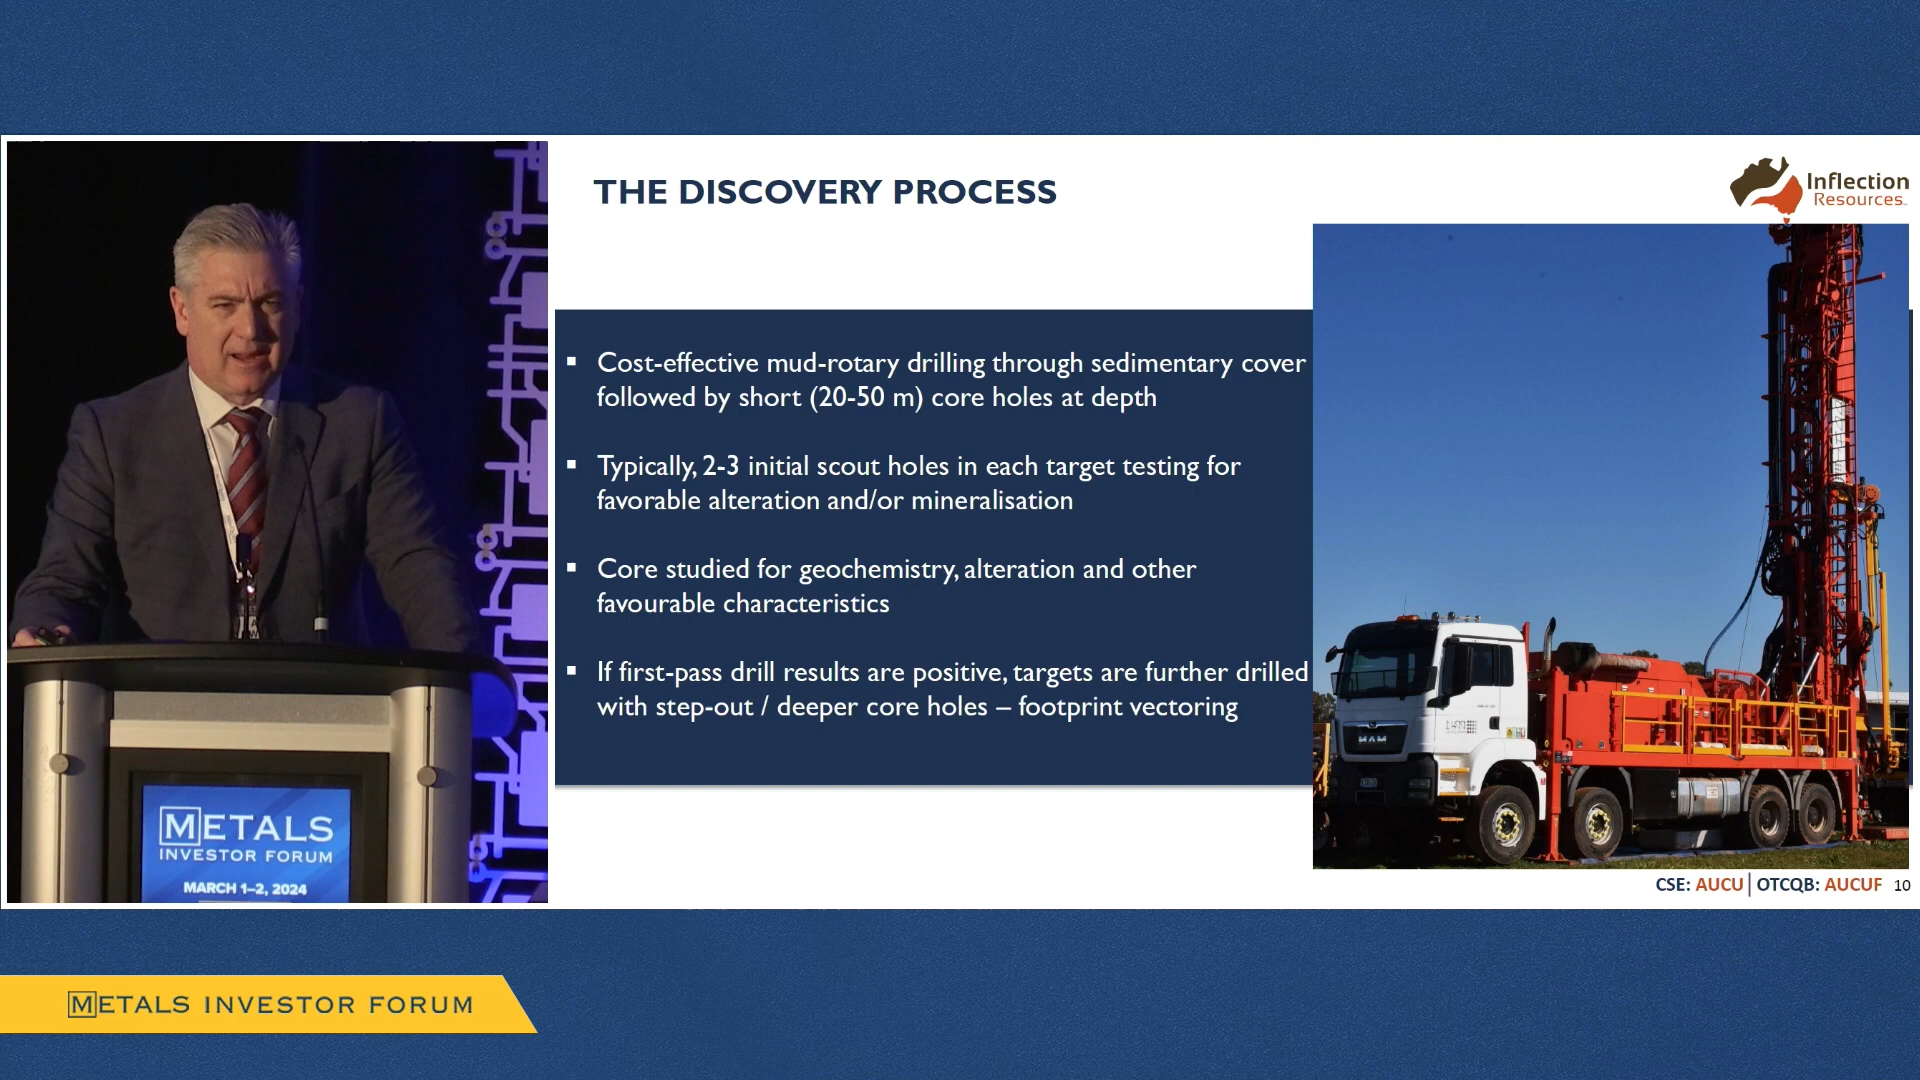 THE DISCOVERY PROCESS
Inflection
Resources
Cost-effective mud-rotary drilling through sedimentary cover
followed by short (20-50 m) core holes at depth
Typically, 2-3 initial scout holes in each target testing for
favorable alteration and/or mineralisation
Core studied for geochemistry, alteration and other
favourable characteristics
If first-pass drill results are positive, targets are further drilled
with step-out / deeper core holes – footprint vectoring
MAN
METALS
INVESTOR FORUM
MARCH 1–2, 2024
CSE: AUCU | OTCQB: AUCUF 10
METALS INVESTOR FORUM